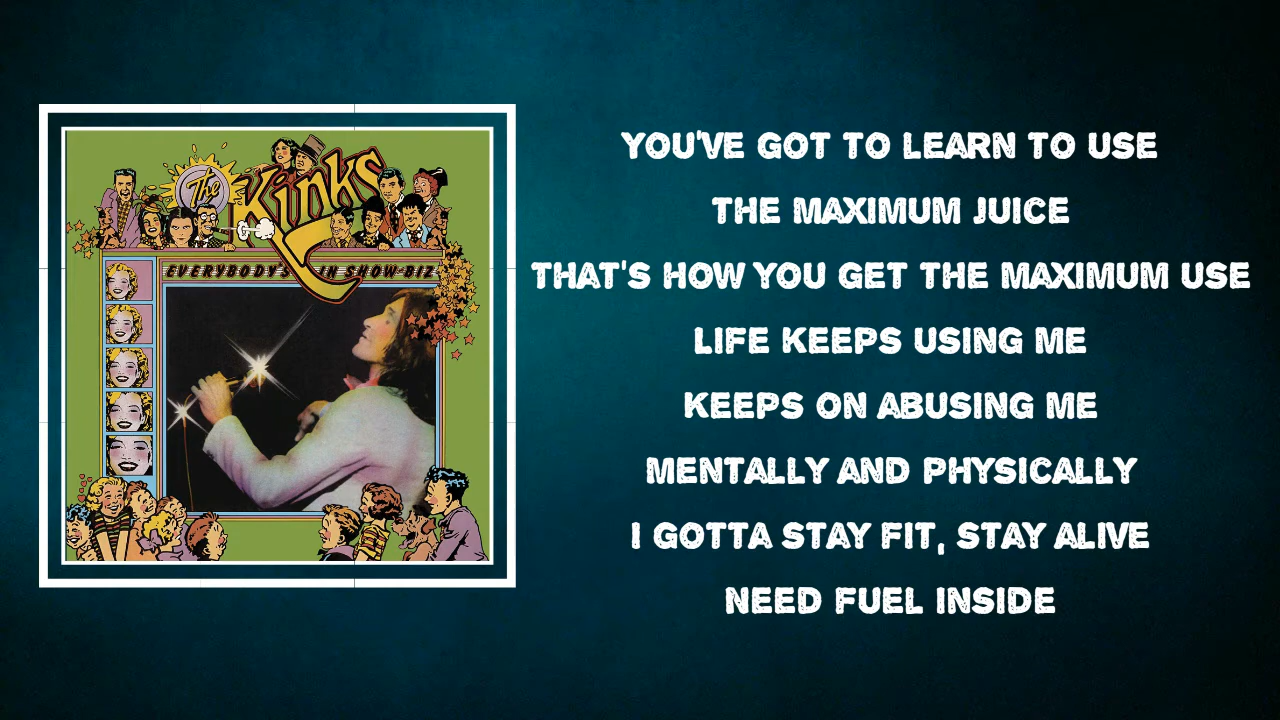 The
Kinks
EVERYBODY'S IN SHOW-BIZ
YOU'VE GOT TO LEARN TO USE
THE MAXIMUM JUICE
THAT'S HOW YOU GET THE MAXIMUM USE
LIFE KEEPS USING ME
KEEPS ON ABUSING ME
MENTALLY AND PHYSICALLY
I GOTTA STAY FIT, STAY ALIVE
NEED FUEL INSIDE